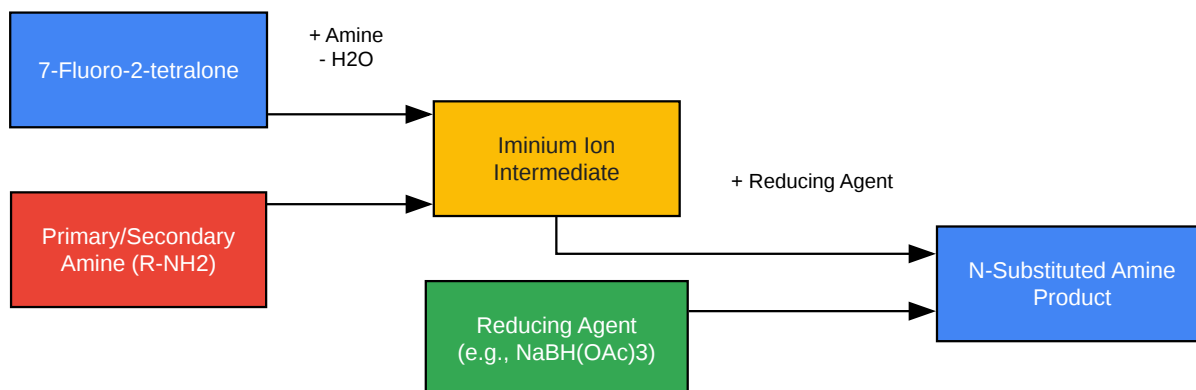 7-Fluoro-2-tetralone
+ Amine
- H2O
Iminium Ion
Intermediate
+ Reducing Agent
Primary/Secondary
Amine (R-NH2)
N-Substituted Amine
Product
Reducing Agent
(e.g., NaBH(OAc)3)